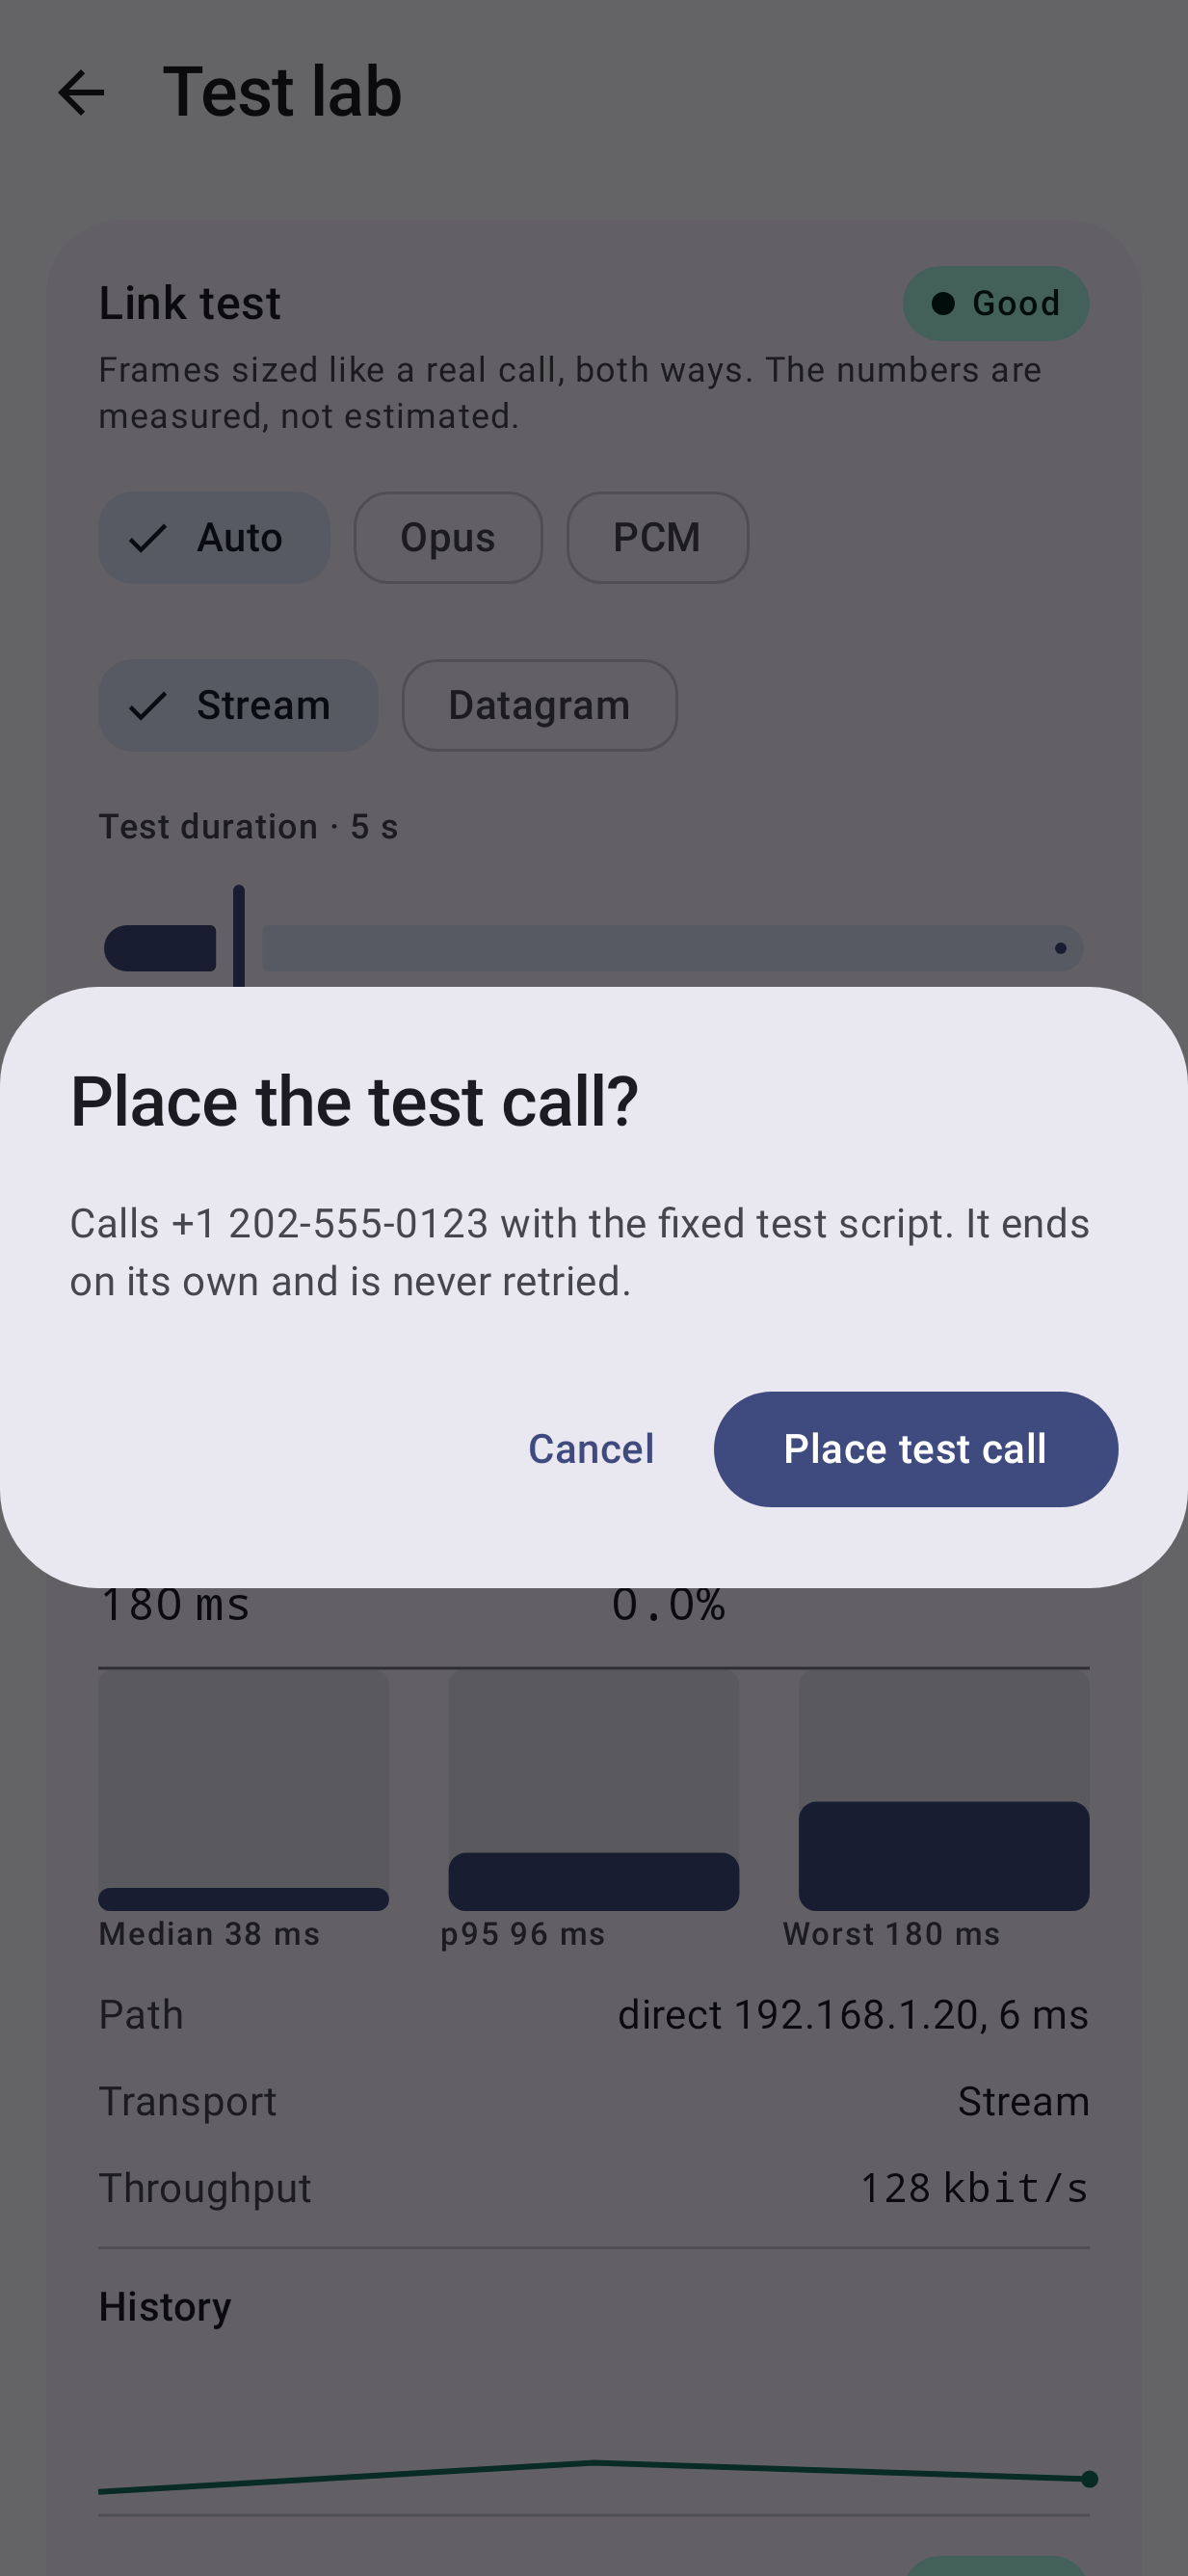 Test lab
Link test
Good
Frames sized like a real call, both ways. The numbers are
measured, not estimated.
Auto
Opus
PCM
Stream
Datagram
Test duration · 5 s
Place the test call?
Calls +1 202-555-0123 with the fixed test script. It ends
on its own and is never retried.
Cancel
Place test call
180 ms
0.0%
Median 38 ms
p95 96 ms
Worst 180 ms
Path
direct 192.168.1.20, 6 ms
Transport
Stream
Throughput
128 kbit/s
History